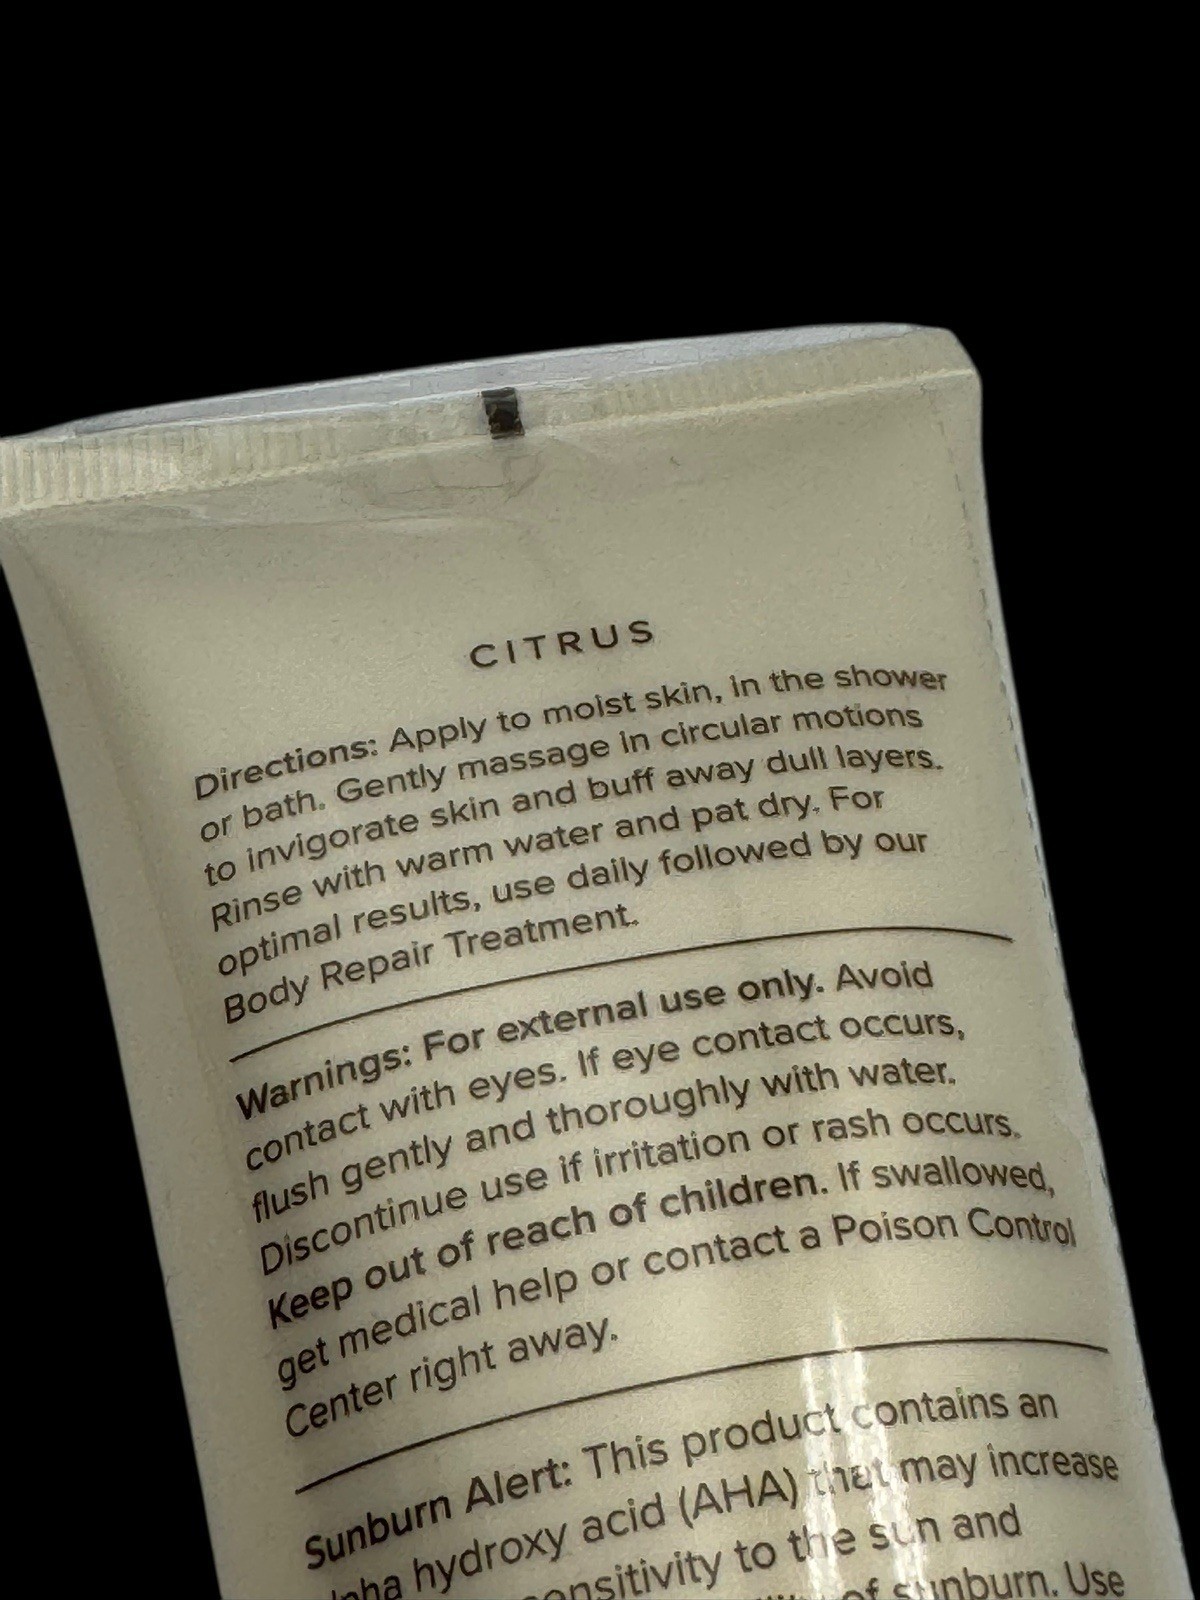 CITRUS
Directions: Apply to moist skin, in the shower
or bath. Gently massage in circular motions
to invigorate skin and buff away dull layers.
Rinse with warm water and pat dry. For
optimal results, use daily followed by our
Body Repair Treatment.
Warnings: For external use only. Avoid
contact with eyes. If eye contact occurs,
flush gently and thoroughly with water.
Discontinue use if irritation or rash occurs.
Keep out of reach of children. If swallowed,
get medical help or contact a Poison Control
Center right away.
Sunburn Alert: This product contains an
hydroxy acid (AHA) that may increase
to the sun and
of sunburn. Use